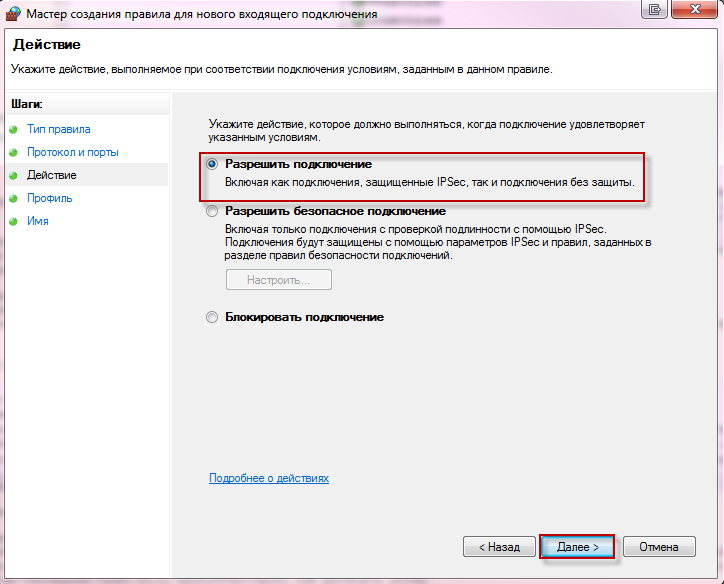 Мастер создания правила для нового входящего подключения
Действие
Укажите действие, выполняемое при соответствии подключения условиям, заданным в данном правиле.
Шаги:
Тип правила
Протокол и порты
Действие
Профиль
Имя
Укажите действие, которое должно выполняться, когда подключение удовлетворяет
указанным условиям.
Разрешить подключение
Включая как подключения, защищенные IPSec, так и подключения без защиты.
Разрешить безопасное подключение
Включая только подключения с проверкой подлинности с помощью IPSec.
Подключения будут защищены с помощью параметров IPSec и правил, заданных в
разделе правил безопасности подключений.
Настроить...
Блокировать подключение
Подробнее о действиях
< Назад
Далее >
Отмена